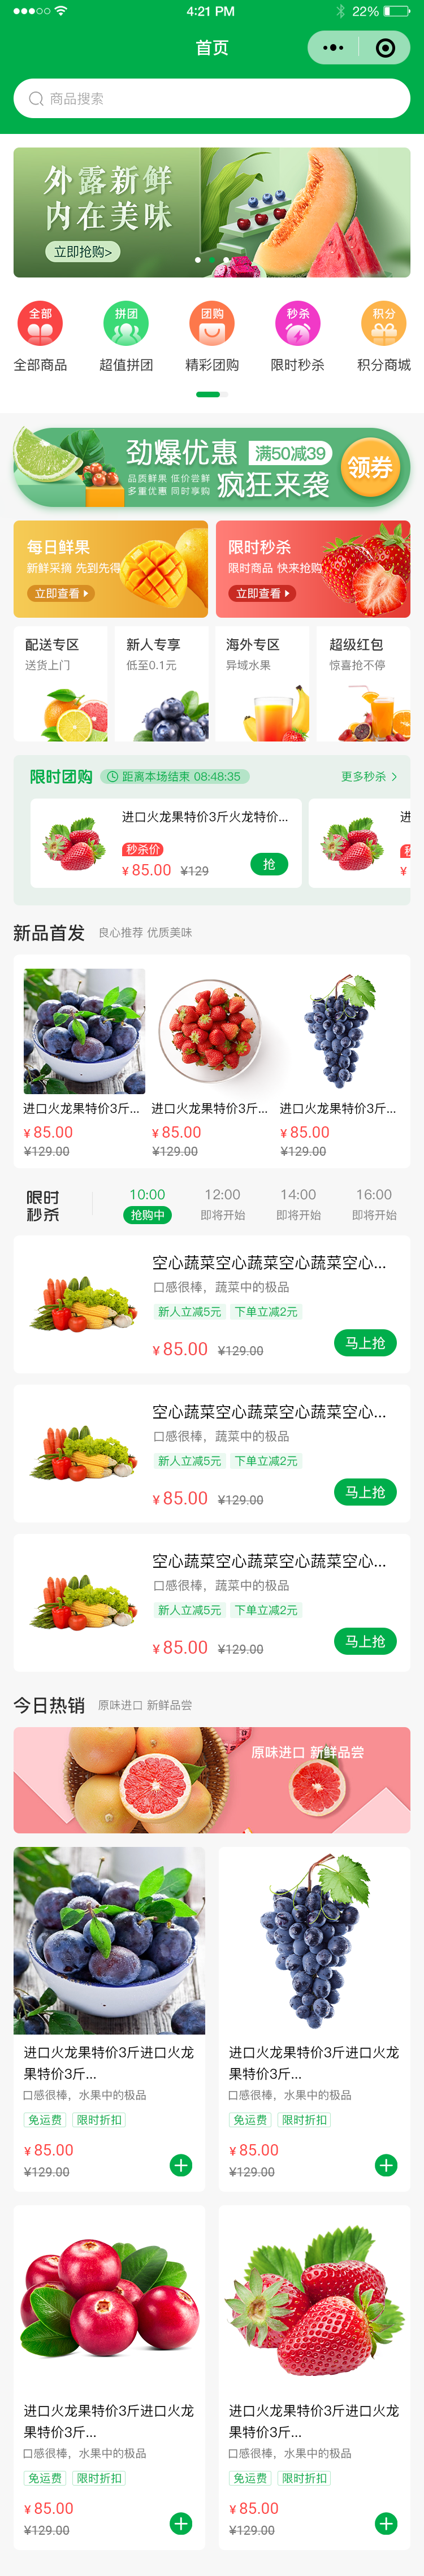 4:21 PM
22%
首页
商品搜索
外露新鲜
内在美味
立即抢购>
全部
拼团
团购
秒杀
积分
全部商品
超值拼团
精彩团购
限时秒杀
积分商城
劲爆优惠
满50减39
品质鲜果 低价尝鲜
多重优惠 同时享购
疯狂来袭
领券
每日鲜果
新鲜采摘 先到先得
立即查看
限时秒杀
限时商品 快来抢购
立即查看
配送专区
送货上门
新人专享
低至0.1元
海外专区
异域水果
超级红包
惊喜抢不停
限时团购
距离本场结束 08:48:35
更多秒杀 >
进口火龙果特价3斤火龙特价...
秒杀价
¥ 85.00 ¥129
抢
进
秒
¥
新品首发
良心推荐 优质美味
进口火龙果特价3斤...
¥ 85.00
¥129.00
进口火龙果特价3斤...
¥ 85.00
¥129.00
进口火龙果特价3斤...
¥ 85.00
¥129.00
限时
秒杀
10:00
抢购中
12:00
即将开始
14:00
即将开始
16:00
即将开始
空心蔬菜空心蔬菜空心蔬菜空心...
口感很棒，蔬菜中的极品
新人立减5元 下单立减2元
¥ 85.00 ¥129.00
马上抢
空心蔬菜空心蔬菜空心蔬菜空心...
口感很棒，蔬菜中的极品
新人立减5元 下单立减2元
¥ 85.00 ¥129.00
马上抢
空心蔬菜空心蔬菜空心蔬菜空心...
口感很棒，蔬菜中的极品
新人立减5元 下单立减2元
¥ 85.00 ¥129.00
马上抢
今日热销
原味进口 新鲜品尝
原味进口 新鲜品尝
进口火龙果特价3斤进口火龙
果特价3斤...
口感很棒，水果中的极品
免运费 限时折扣
¥ 85.00
¥129.00
进口火龙果特价3斤进口火龙
果特价3斤...
口感很棒，水果中的极品
免运费 限时折扣
¥ 85.00
¥129.00
进口火龙果特价3斤进口火龙
果特价3斤...
口感很棒，水果中的极品
免运费 限时折扣
¥ 85.00
¥129.00
进口火龙果特价3斤进口火龙
果特价3斤...
口感很棒，水果中的极品
免运费 限时折扣
¥ 85.00
¥129.00